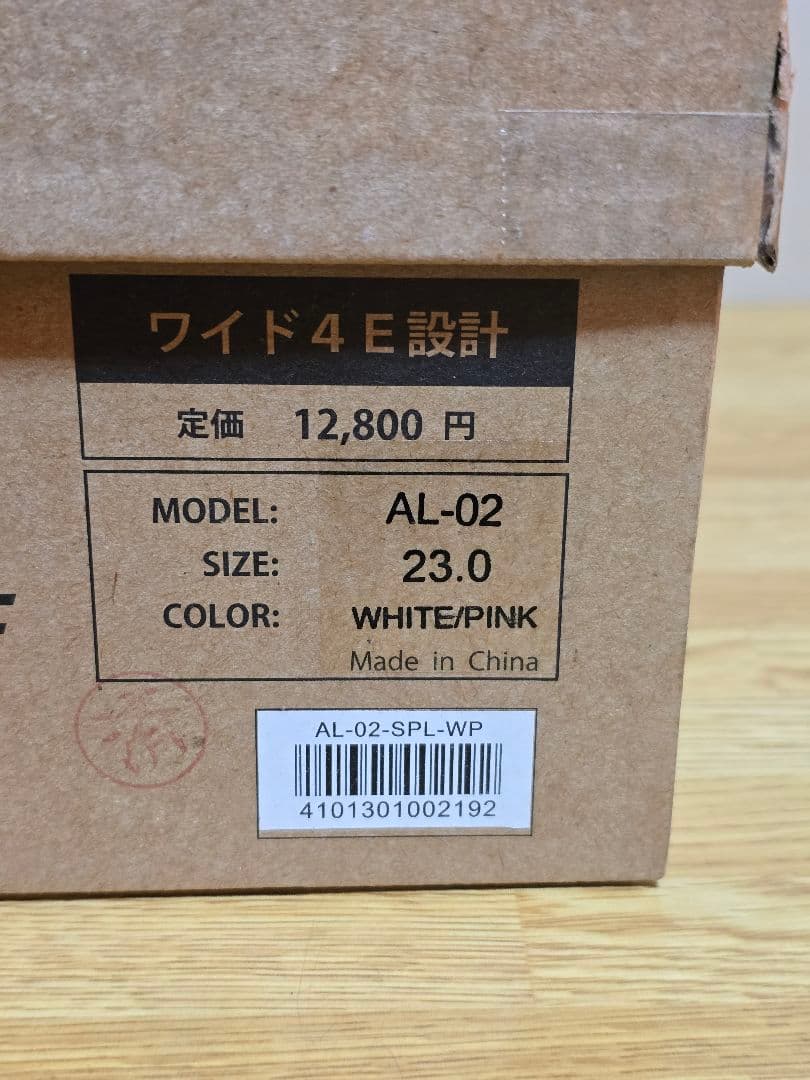 ワイド4E設計
定価 12,800 円
MODEL: AL-02
SIZE: 23.0
COLOR: WHITE/PINK
Made in China
AL-02-SPL-WP
4101301002192